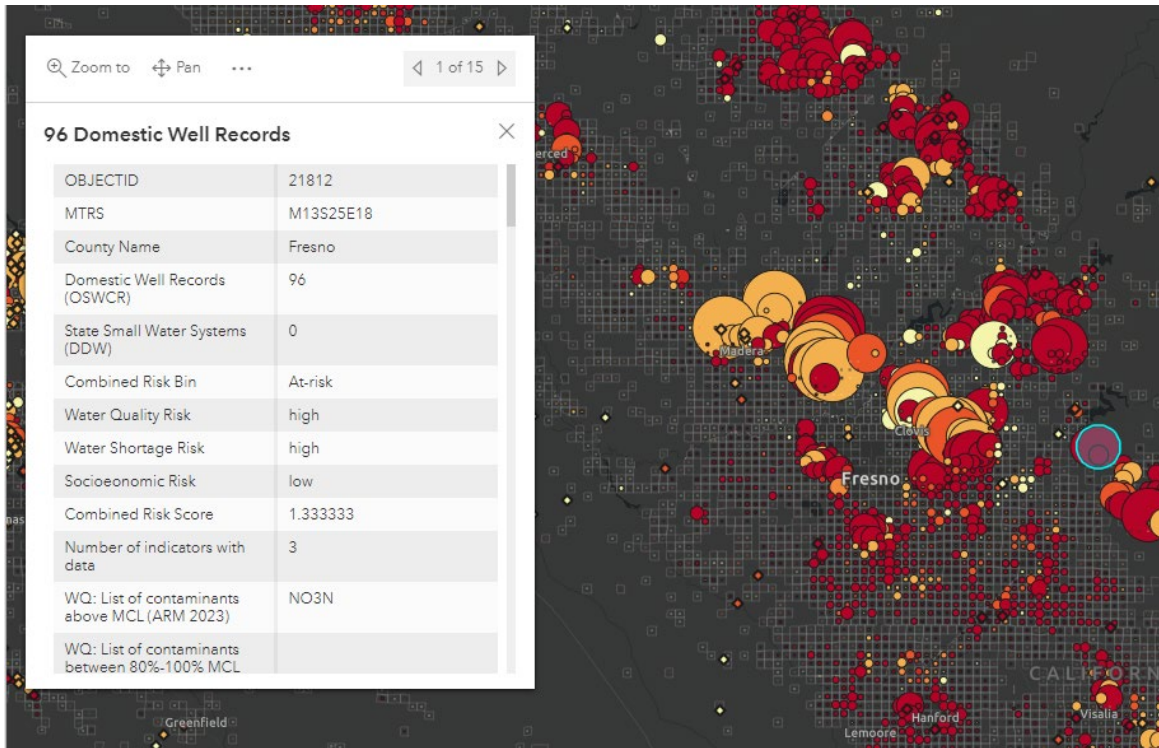 Zoom to
Pan
...
1 of 15
96 Domestic Well Records
OBJECTID 21812
MTRS M13S25E18
County Name Fresno
Domestic Well Records 96
(OSWCR)
State Small Water Systems 0
(DDW)
Combined Risk Bin At-risk
Water Quality Risk high
Water Shortage Risk high
Socioeonomic Risk low
Combined Risk Score 1.333333
Number of indicators with 3
data
WQ: List of contaminants NO3N
above MCL (ARM 2023)
WQ: List of contaminants
between 80%-100% MCL
erced
Madera
Clovis
Fresno
nas
CALIFORN
Visalia
Hanford
Lemoore
Greenfield